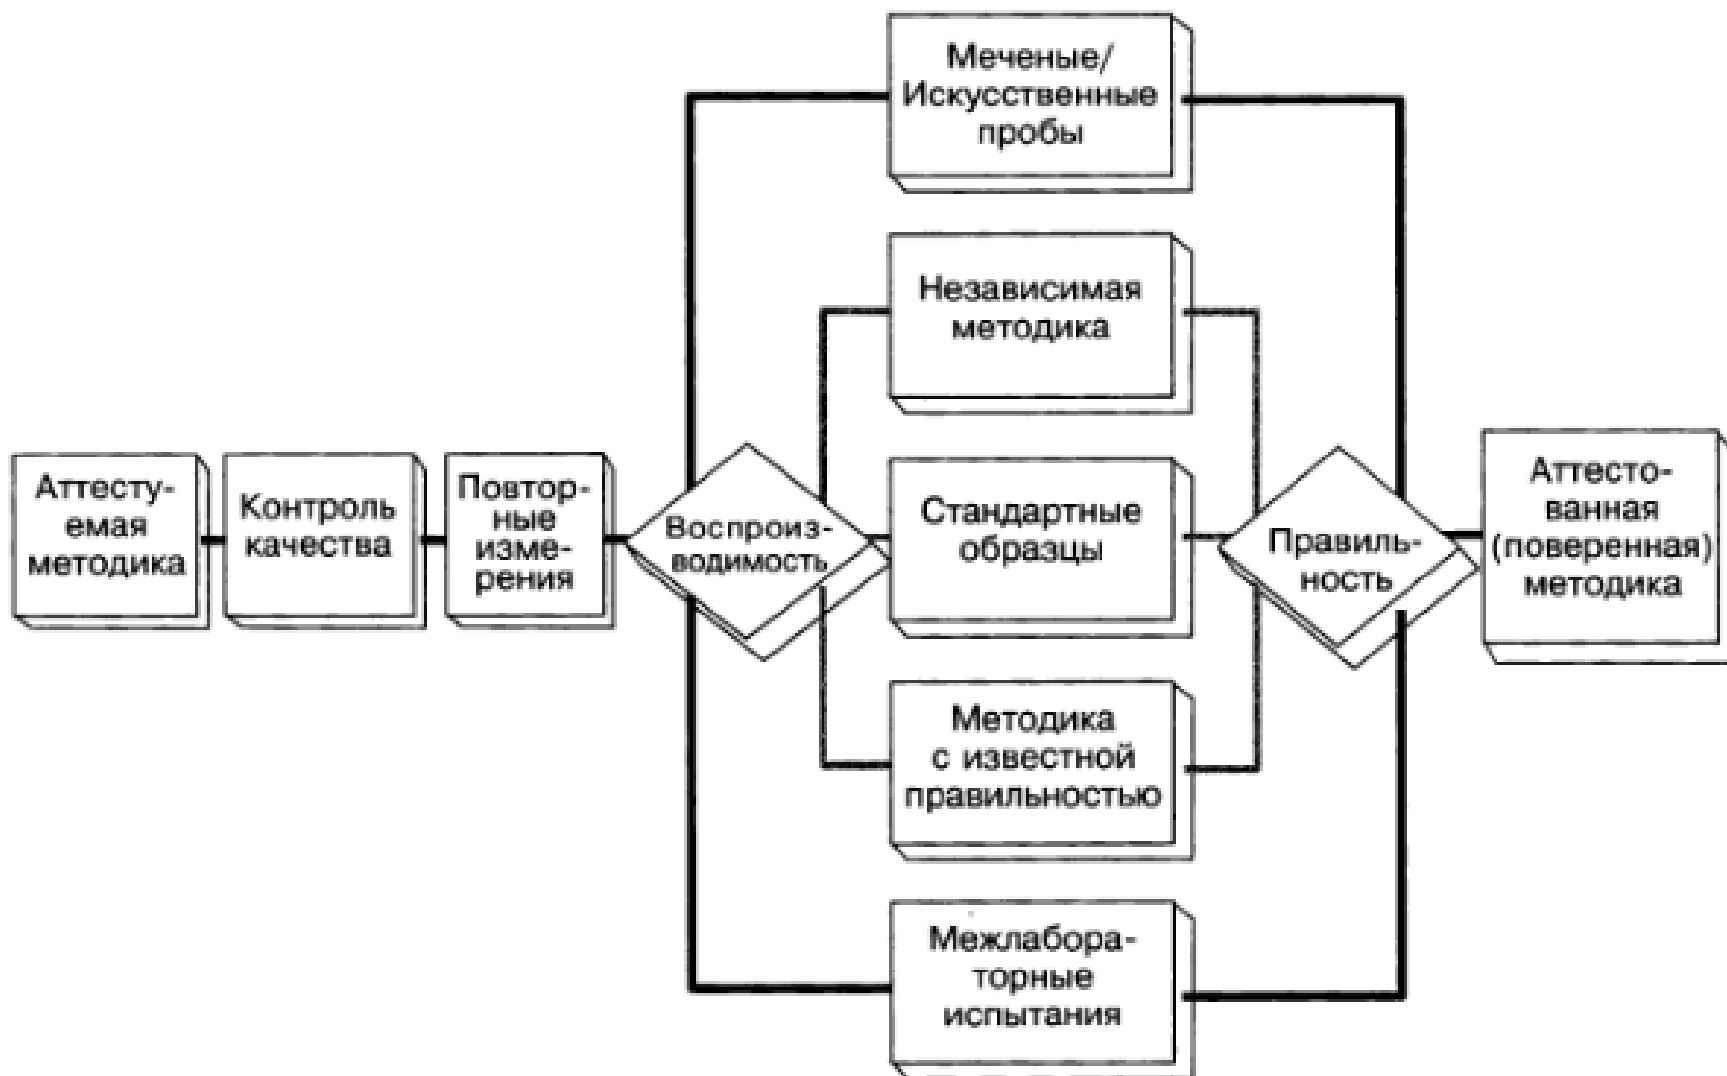 Аттесту-
емая
методика
Контроль
качества
Повтор-
ные
изме-
рения
Воспроиз-
водимость
Меченые/
Искусственные
пробы
Независимая
методика
Стандартные
образцы
Методика
с известной
правильностью
Межлабора-
торные
испытания
Правиль-
ность
Аттесто-
ванная
(поверенная)
методика